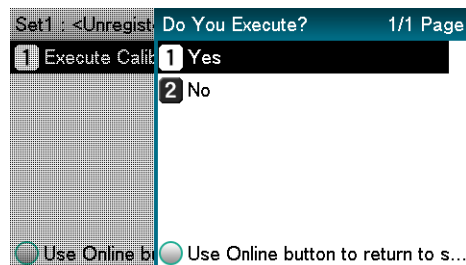 Set1 : <Unregist
Do You Execute? 1/1 Page
1 Execute Calib
1 Yes
2 No
Use Online b
Use Online button to return to s...